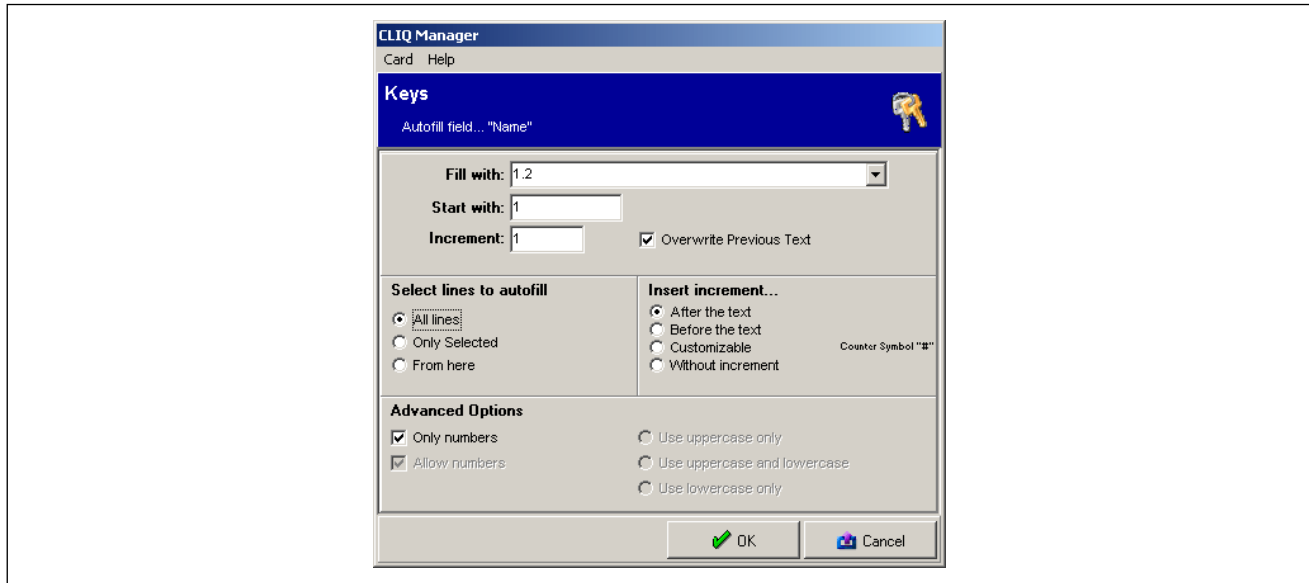 CLIQ Manager
Card Help
Keys
Autofill field... "Name"
Fill with: 1.2
Start with: 1
Increment: 1
Overwrite Previous Text
Select lines to autofill
All lines
Only Selected
From here
Insert increment...
After the text
Before the text
Customizable Counter Symbol "#"
Without increment
Advanced Options
Only numbers
Allow numbers
Use uppercase only
Use uppercase and lowercase
Use lowercase only
OK Cancel